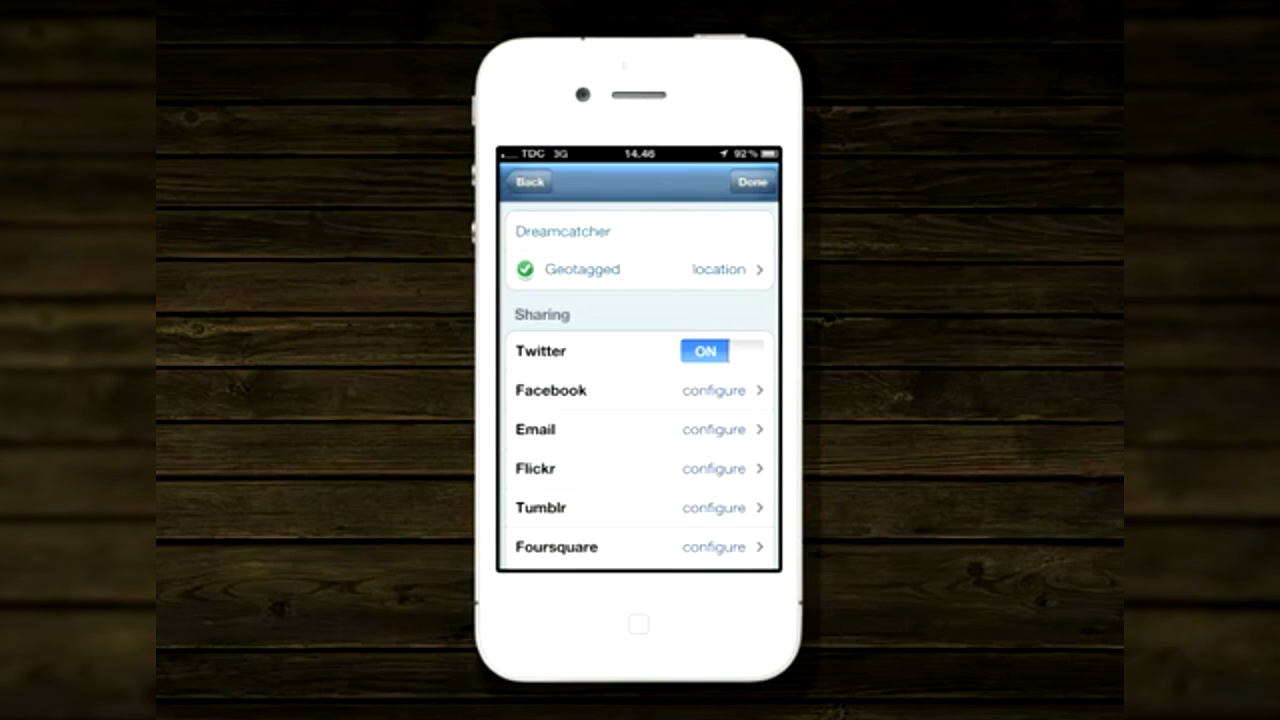 TDC 3G 14.46 92%
Back Done
Dreamcatcher
Geotagged location
Sharing
Twitter ON
Facebook configure
Email configure
Flickr configure
Tumblr configure
Foursquare configure